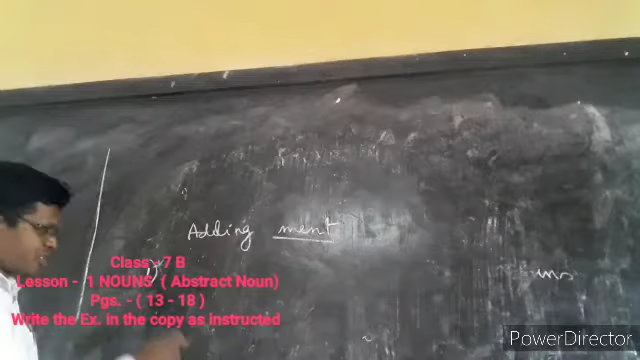 Adding ment
Class - 7 B
Lesson - 1 NOUNS ( Abstract Noun)
Pgs. - ( 13 - 18 )
Write the Ex. in the copy as instructed
PowerDirector